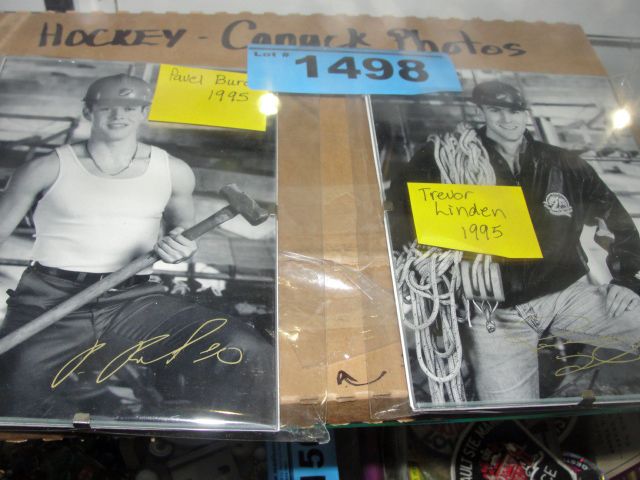 HOCKEY - Canuck Photos
Lot # 1498
Pavel Bure
1995
Trevor
Linden
1995